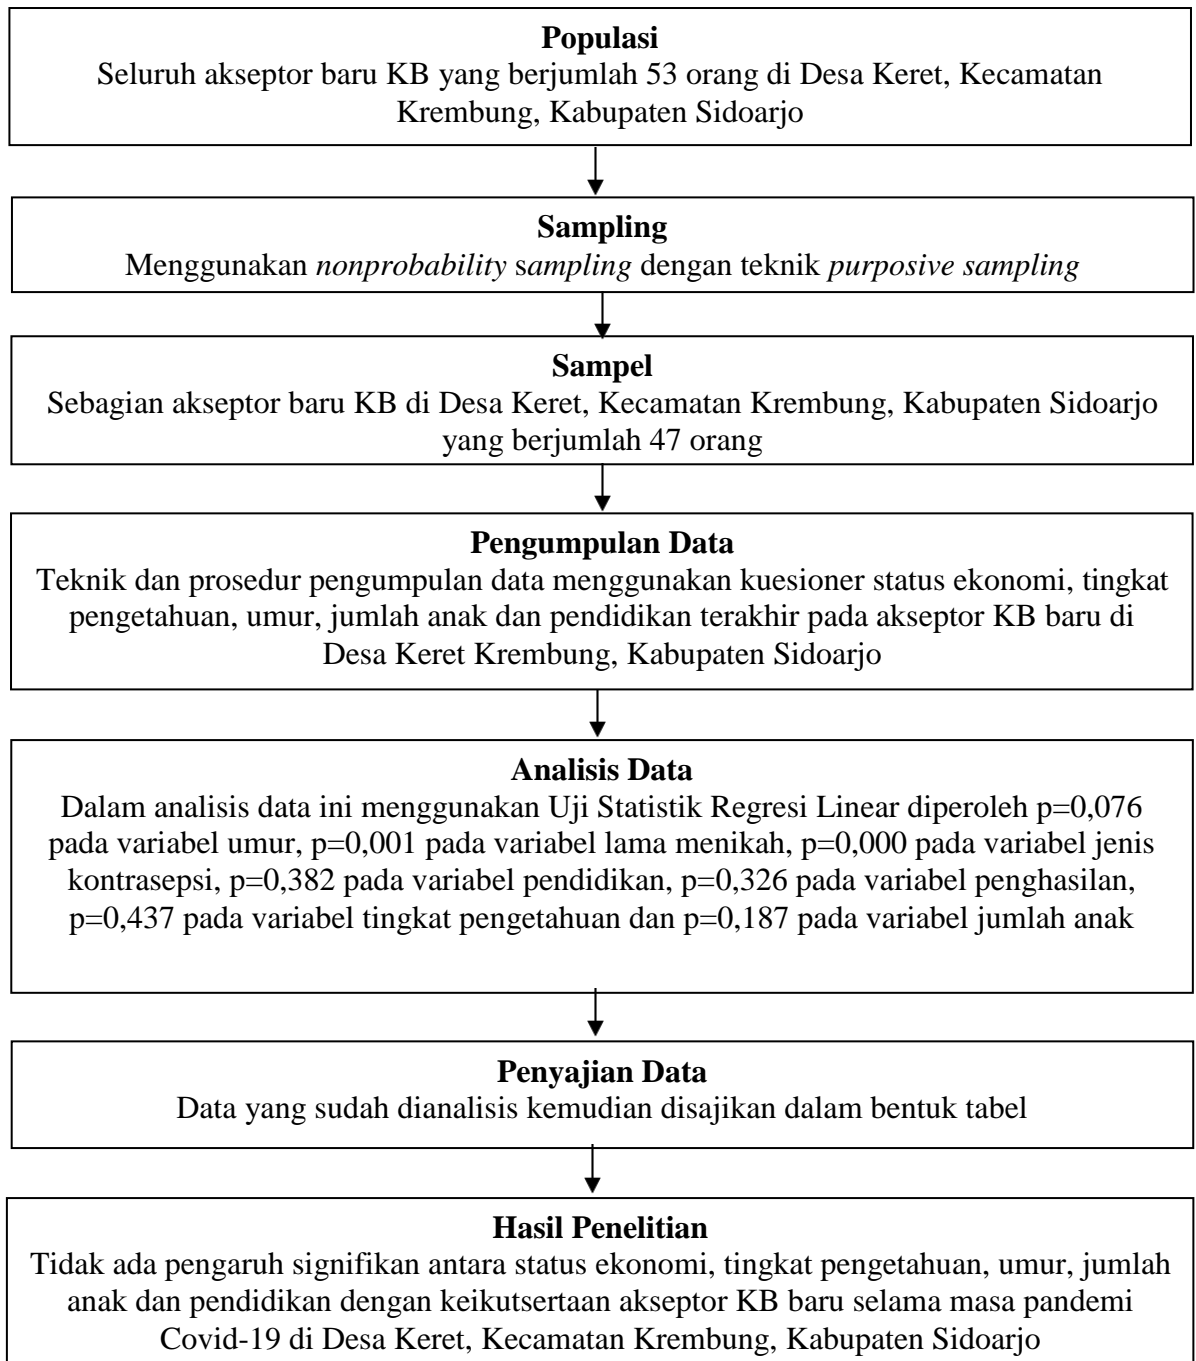 Populasi
Seluruh akseptor baru KB yang berjumlah 53 orang di Desa Keret, Kecamatan
Krembung, Kabupaten Sidoarjo
Sampling
Menggunakan nonprobability sampling dengan teknik purposive sampling
Sampel
Sebagian akseptor baru KB di Desa Keret, Kecamatan Krembung, Kabupaten Sidoarjo
yang berjumlah 47 orang
Pengumpulan Data
Teknik dan prosedur pengumpulan data menggunakan kuesioner status ekonomi, tingkat
pengetahuan, umur, jumlah anak dan pendidikan terakhir pada akseptor KB baru di
Desa Keret Krembung, Kabupaten Sidoarjo
Analisis Data
Dalam analisis data ini menggunakan Uji Statistik Regresi Linear diperoleh p=0,076
pada variabel umur, p=0,001 pada variabel lama menikah, p=0,000 pada variabel jenis
kontrasepsi, p=0,382 pada variabel pendidikan, p=0,326 pada variabel penghasilan,
p=0,437 pada variabel tingkat pengetahuan dan p=0,187 pada variabel jumlah anak
Penyajian Data
Data yang sudah dianalisis kemudian disajikan dalam bentuk tabel
Hasil Penelitian
Tidak ada pengaruh signifikan antara status ekonomi, tingkat pengetahuan, umur, jumlah
anak dan pendidikan dengan keikutsertaan akseptor KB baru selama masa pandemi
Covid-19 di Desa Keret, Kecamatan Krembung, Kabupaten Sidoarjo